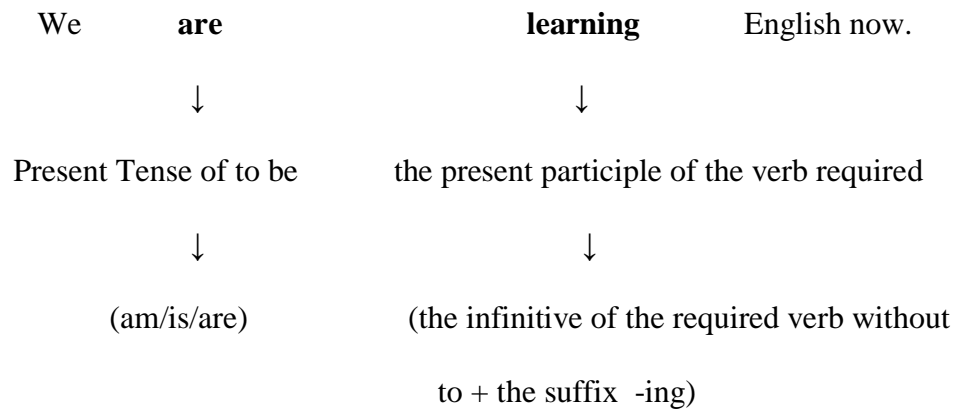 We are learning English now.
↓ ↓
Present Tense of to be the present participle of the verb required
↓ ↓
(am/is/are) (the infinitive of the required verb without
to + the suffix -ing)